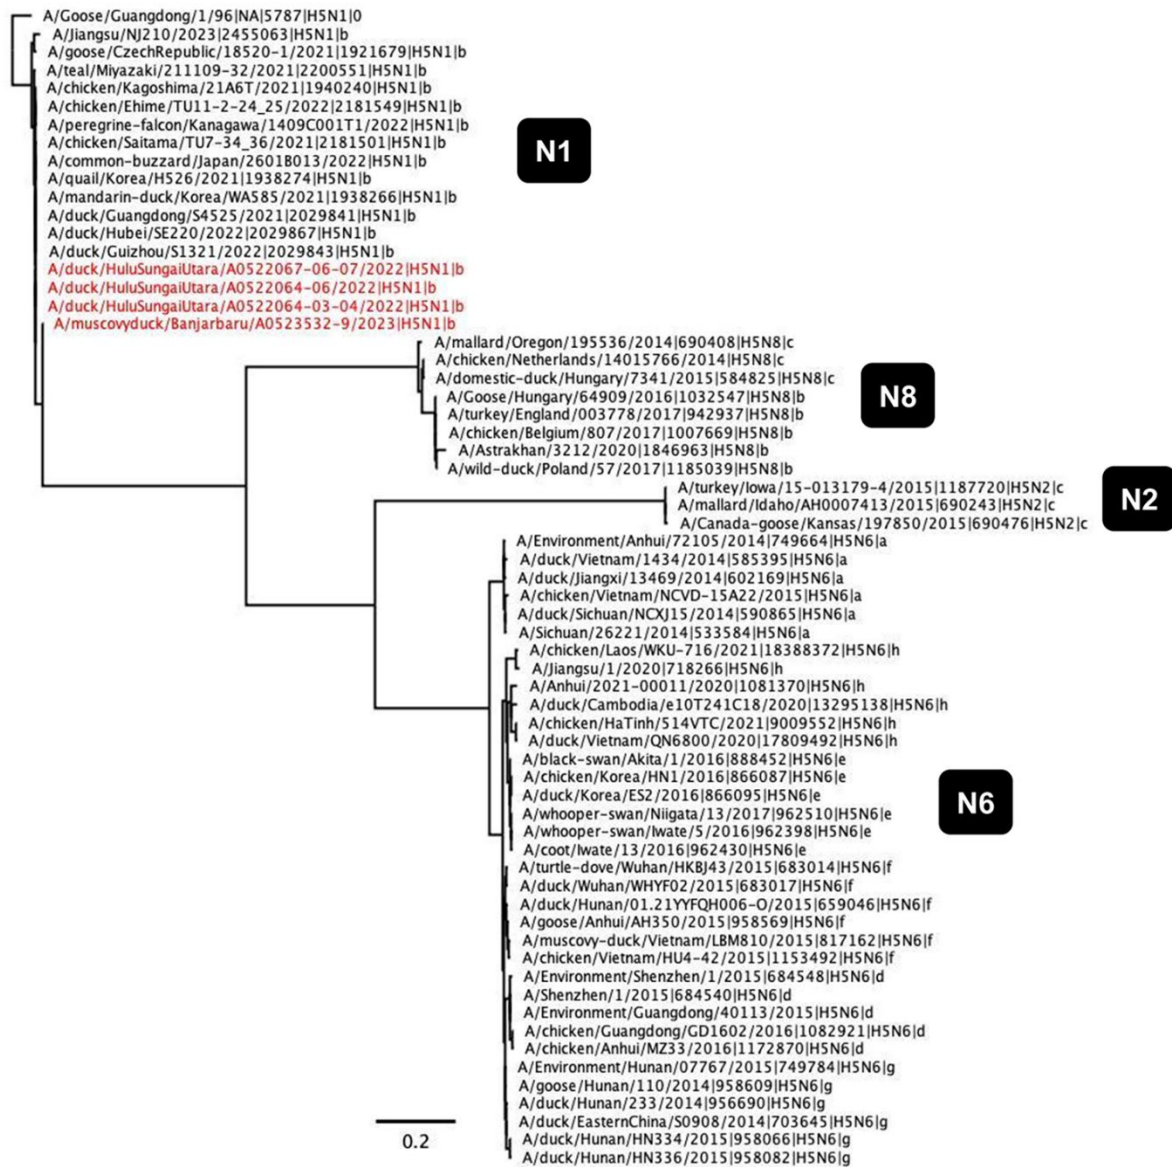 A/Goose/Guangdong/1/96|NA|5787|H5N1|0
A/Jiangsu/NJ210/2023|2455063|H5N1|b
A/goose/CzechRepublic/18520-1/2021|1921679|H5N1|b
A/teal/Miyazaki/211109-32/2021|2200551|H5N1|b
A/chicken/Kagoshima/21A6T/2021|1940240|H5N1|b
A/chicken/Ehime/TU11-2-24_25/2022|2181549|H5N1|b
A/peregrine-falcon/Kanagawa/1409C001T1/2022|H5N1|b
A/chicken/Saitama/TU7-34_36/2021|2181501|H5N1|b
A/common-buzzard/Japan/2601B013/2022|H5N1|b
A/quail/Korea/H526/2021|1938274|H5N1|b
A/mandarin-duck/Korea/WA585/2021|1938266|H5N1|b
A/duck/Guangdong/S4525/2021|2029841|H5N1|b
A/duck/Hubei/SE220/2022|2029867|H5N1|b
A/duck/Guizhou/S1321/2022|2029843|H5N1|b
A/duck/HuluSungaiUtara/A0522067-06-07/2022|H5N1|b
A/duck/HuluSungaiUtara/A0522064-06/2022|H5N1|b
A/duck/HuluSungaiUtara/A0522064-03-04/2022|H5N1|b
A/muscovyduck/Banjarbaru/A0523532-9/2023|H5N1|b
N1
A/mallard/Oregon/195536/2014|690408|H5N8|c
A/chicken/Netherlands/14015766/2014|H5N8|c
A/domestic-duck/Hungary/7341/2015|584825|H5N8|c
A/Goose/Hungary/64909/2016|1032547|H5N8|b
A/turkey/England/003778/2017|942937|H5N8|b
A/chicken/Belgium/807/2017|1007669|H5N8|b
A/Astrakhan/3212/2020|1846963|H5N8|b
A/wild-duck/Poland/57/2017|1185039|H5N8|b
N8
A/turkey/Iowa/15-013179-4/2015|1187720|H5N2|c
A/mallard/Idaho/AH0007413/2015|690243|H5N2|c
A/Canada-goose/Kansas/197850/2015|690476|H5N2|c
N2
A/Environment/Anhui/72105/2014|749664|H5N6|a
A/duck/Vietnam/1434/2014|585395|H5N6|a
A/duck/Jiangxi/13469/2014|602169|H5N6|a
A/chicken/Vietnam/NCVD-15A22/2015|H5N6|a
A/duck/Sichuan/NCXJ15/2014|590865|H5N6|a
A/Sichuan/26221/2014|533584|H5N6|a
A/chicken/Laos/WKU-716/2021|18388372|H5N6|h
A/Jiangsu/1/2020|718266|H5N6|h
A/Anhui/2021-00011/2020|1081370|H5N6|h
A/duck/Cambodia/e10T241C18/2020|13295138|H5N6|h
A/chicken/HaTinh/514VTC/2021|9009552|H5N6|h
A/duck/Vietnam/QN6800/2020|17809492|H5N6|h
A/black-swan/Akita/1/2016|888452|H5N6|e
A/chicken/Korea/HN1/2016|866087|H5N6|e
A/duck/Korea/ES2/2016|866095|H5N6|e
A/whooper-swan/Niigata/13/2017|962510|H5N6|e
A/whooper-swan/Iwate/5/2016|962398|H5N6|e
A/coot/Iwate/13/2016|962430|H5N6|e
A/turtle-dove/Wuhan/HKBJ43/2015|683014|H5N6|f
A/duck/Wuhan/WHYF02/2015|683017|H5N6|f
A/duck/Hunan/01.21YYFQH006-O/2015|659046|H5N6|f
A/goose/Anhui/AH350/2015|958569|H5N6|f
A/muscovy-duck/Vietnam/LBM810/2015|817162|H5N6|f
A/chicken/Vietnam/HU4-42/2015|1153492|H5N6|f
A/Environment/Shenzhen/1/2015|684548|H5N6|d
A/Shenzhen/1/2015|684540|H5N6|d
A/Environment/Guangdong/40113/2015|H5N6|d
A/chicken/Guangdong/GD1602/2016|1082921|H5N6|d
A/chicken/Anhui/MZ33/2016|1172870|H5N6|d
A/Environment/Hunan/07767/2015|749784|H5N6|g
A/goose/Hunan/110/2014|958609|H5N6|g
A/duck/Hunan/233/2014|956690|H5N6|g
A/duck/EasternChina/S0908/2014|703645|H5N6|g
A/duck/Hunan/HN334/2015|958066|H5N6|g
A/duck/Hunan/HN336/2015|958082|H5N6|g
N6
0.2